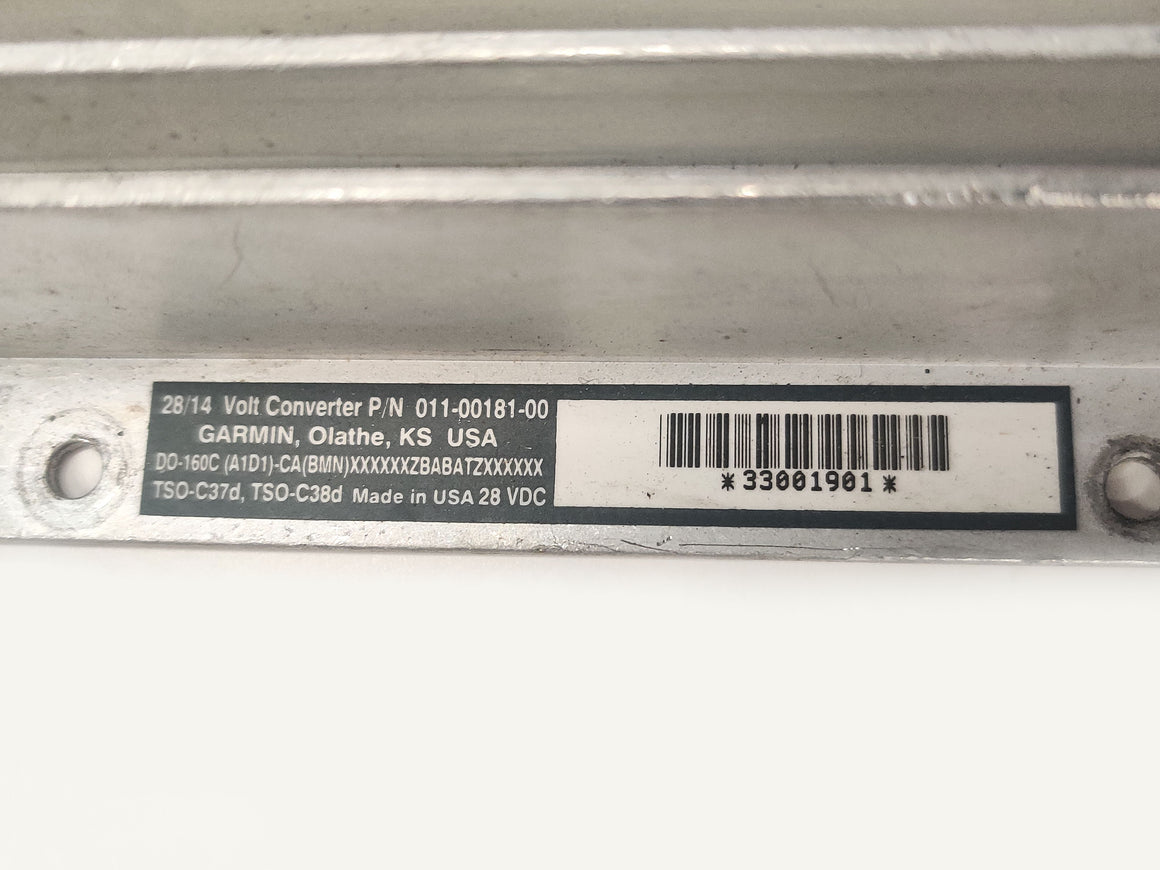 28/14 Volt Converter P/N 011-00181-00
GARMIN, Olathe, KS USA
DO-160C (A1D1)-CA(BMN)XXXXXXZBABATZXXXXXX
TSO-C37d, TSO-C38d Made in USA 28 VDC
*33001901*